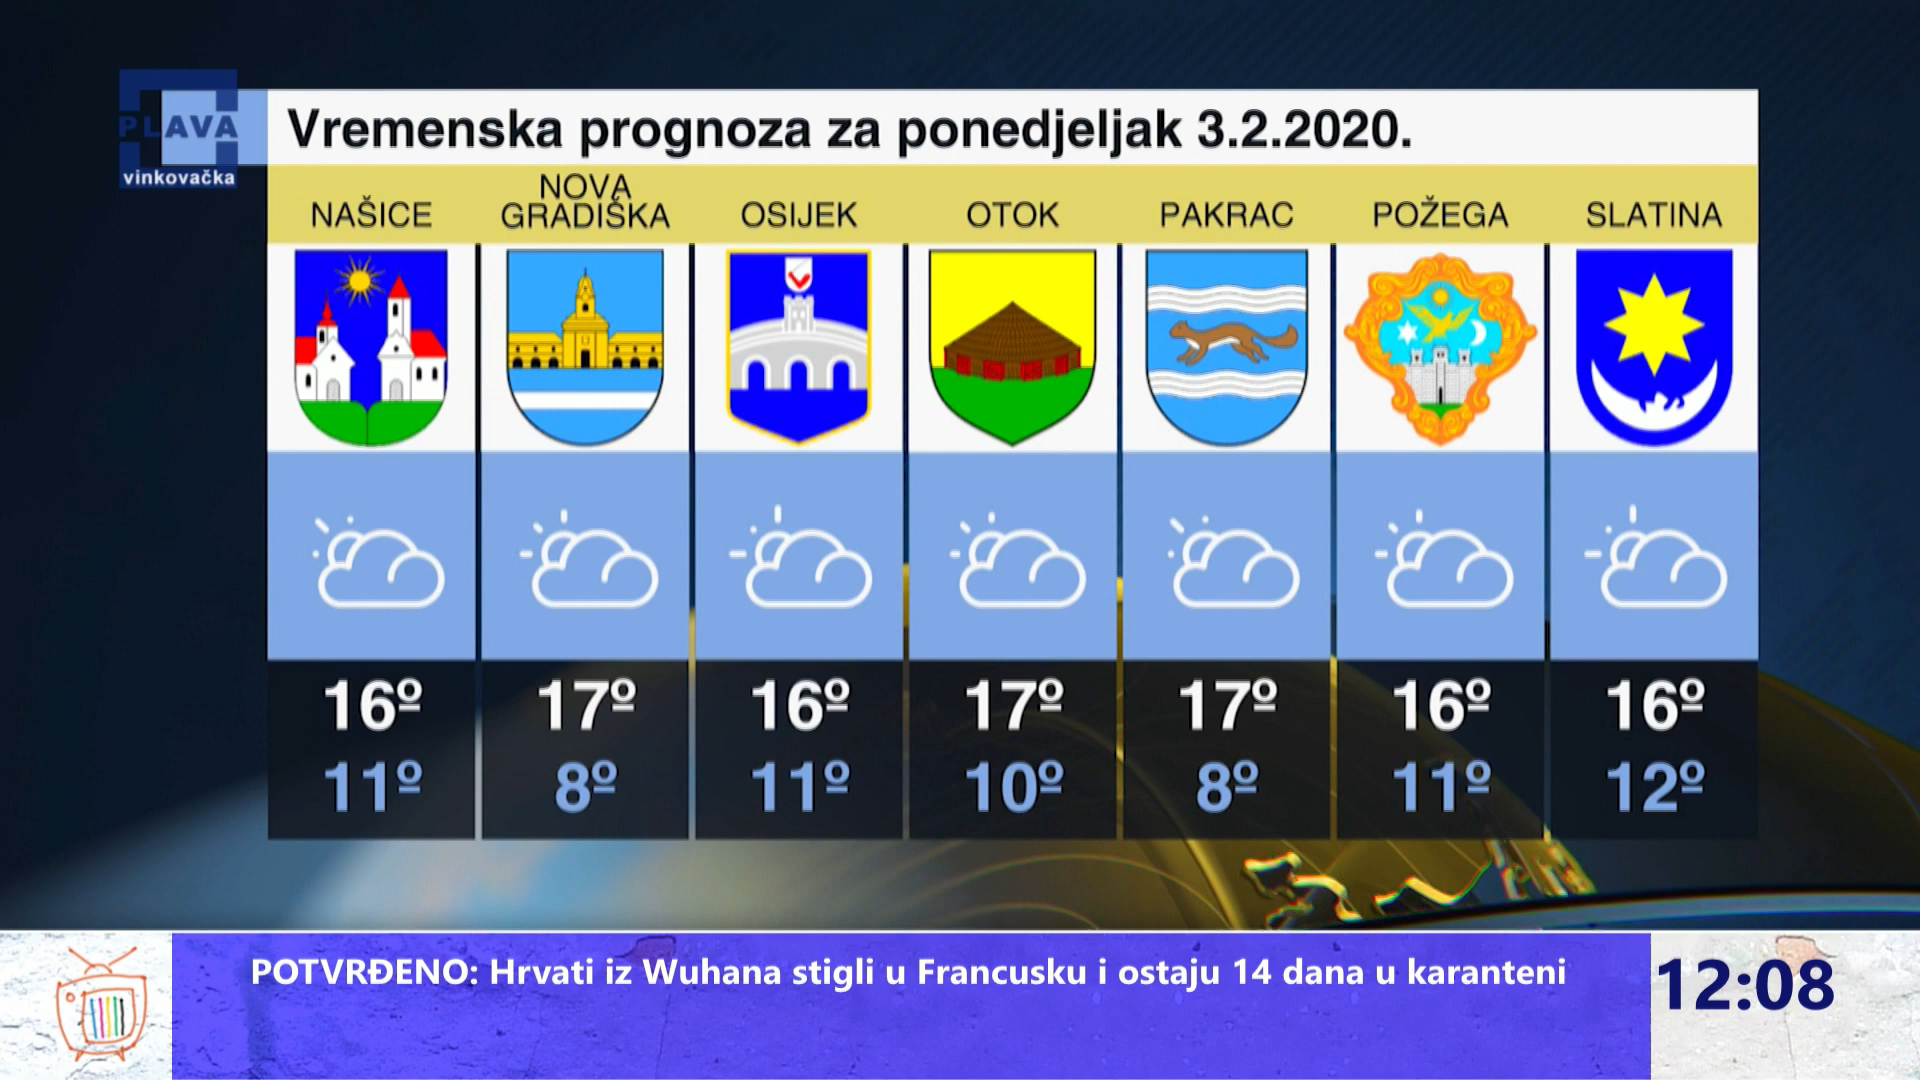 PLAVA
vinkovačka
Vremenska prognoza za ponedjeljak 3.2.2020.
NAŠICE
NOVA
GRADIŠKA
OSIJEK
OTOK
PAKRAC
POŽEGA
SLATINA
16º 17º 16º 17º 17º 16º 16º
11º 8º 11º 10º 8º 11º 12º
POTVRĐENO: Hrvati iz Wuhana stigli u Francusku i ostaju 14 dana u karanteni
12:08